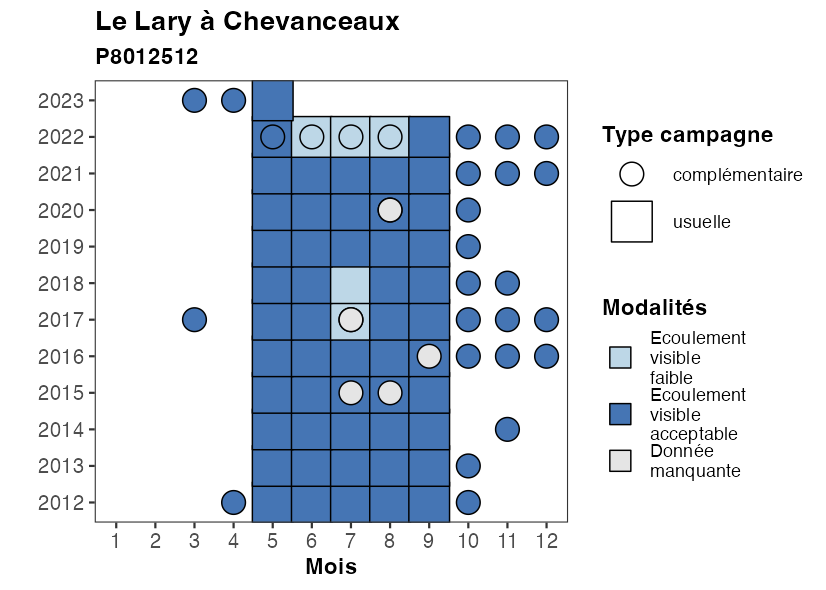 Le Lary à Chevanceaux
P8012512
2023
2022
2021
2020
2019
2018
2017
2016
2015
2014
2013
2012
1 2 3 4 5 6 7 8 9 10 11 12
Mois
Type campagne
complémentaire
usuelle
Modalités
Ecoulement
visible
faible
Ecoulement
visible
acceptable
Donnée
manquante